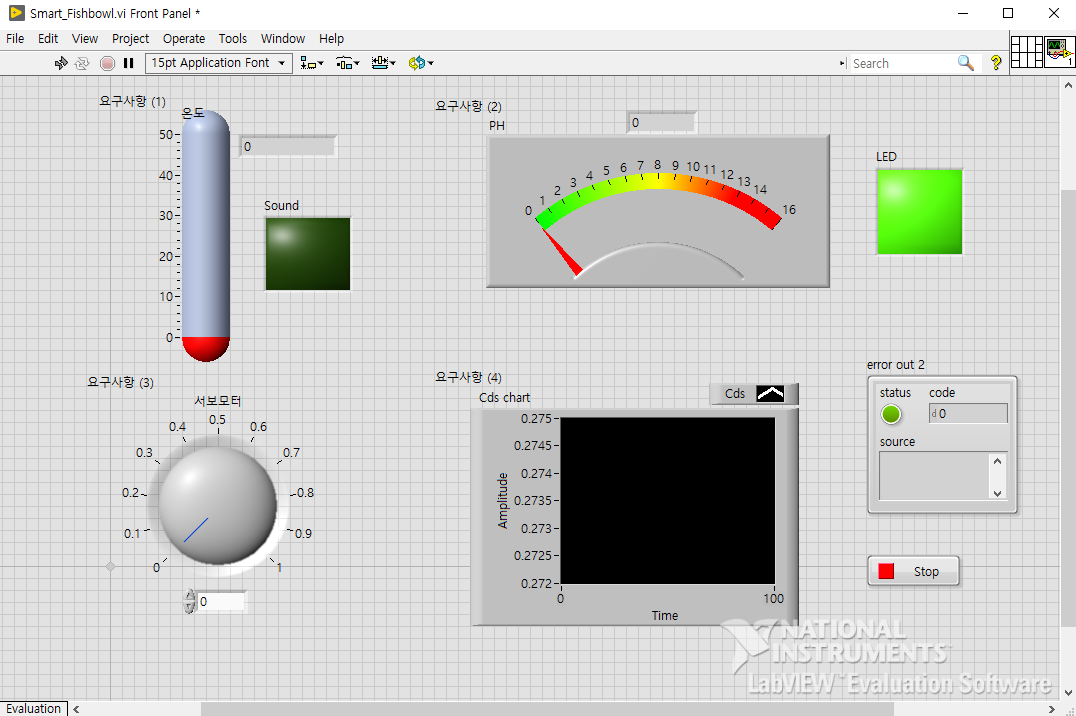 Smart_Fishbowl.vi Front Panel *
File Edit View Project Operate Tools Window Help
15pt Application Font
Search
1
요구사항 (1)
온도
50
40
30
20
10
0
0
Sound
요구사항 (2)
PH
0
0 1 2 3 4 5 6 7 8 9 10 11 12 13 14 16
LED
요구사항 (3)
서보모터
0 0.1 0.2 0.3 0.4 0.5 0.6 0.7 0.8 0.9 1
0
요구사항 (4)
Cds chart
Cds
Amplitude
0.275
0.2745
0.274
0.2735
0.273
0.2725
0.272
0 100
Time
error out 2
status code
d 0
source
Stop
NATIONAL
INSTRUMENTS™
LabVIEW™ Evaluation Software
Evaluation